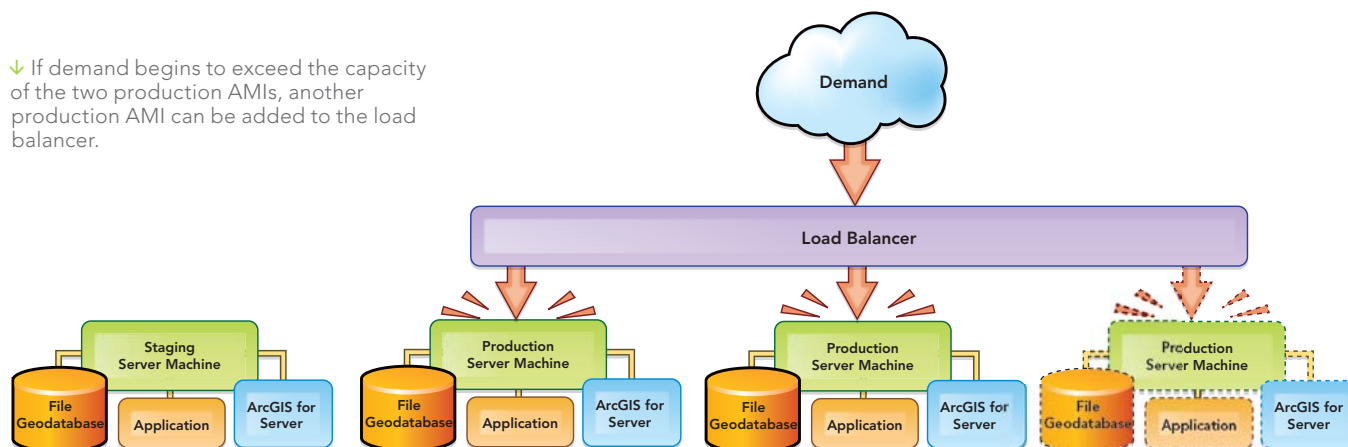 ↓ If demand begins to exceed the capacity
of the two production AMIs, another
production AMI can be added to the load
balancer.
Demand
Load Balancer
Staging
Server Machine
File
Geodatabase
Application
ArcGIS for
Server
Production
Server Machine
File
Geodatabase
Application
ArcGIS for
Server
Production
Server Machine
File
Geodatabase
Application
ArcGIS for
Server
Production
Server Machine
File
Geodatabase
Application
ArcGIS for
Server